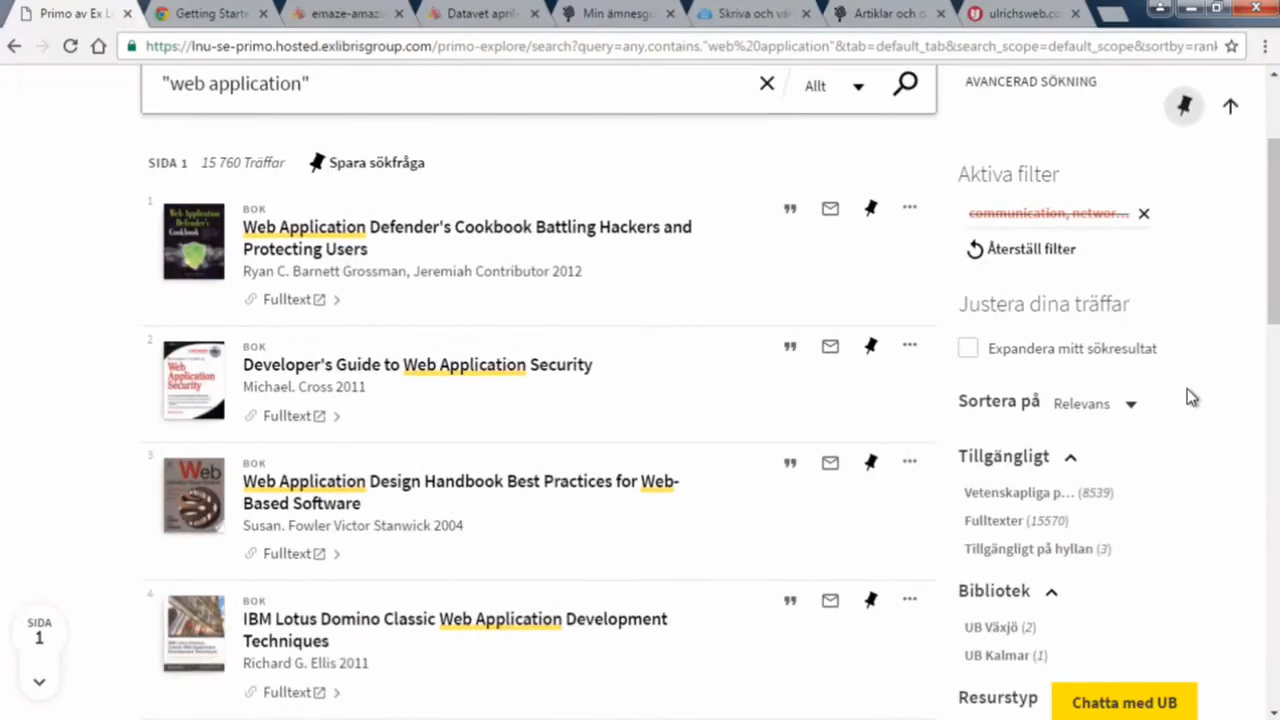 Primo av Ex L
Getting Starte
emaze-amaz
Datavet april
Min ämnesgu
Skriva och vä
Artiklar och d
ulrichsweb.co
https://lnu-se-primo.hosted.exlibrisgroup.com/primo-explore/search?query=any,contains,"web%20application"&tab=default_tab&search_scope=default_scope&sortby=rank
"web application"
Allt
AVANCERAD SÖKNING
SIDA 1 15 760 Träffar Spara sökfråga
1
BOK
Web Application Defender's Cookbook Battling Hackers and
Protecting Users
Ryan C. Barnett Grossman, Jeremiah Contributor 2012
Fulltext
2
BOK
Developer's Guide to Web Application Security
Michael. Cross 2011
Fulltext
3
BOK
Web Application Design Handbook Best Practices for Web-
Based Software
Susan. Fowler Victor Stanwick 2004
Fulltext
4
BOK
IBM Lotus Domino Classic Web Application Development
Techniques
Richard G. Ellis 2011
Fulltext
SIDA
1
Aktiva filter
communication, networ...
Återställ filter
Justera dina träffar
Expandera mitt sökresultat
Sortera på Relevans
Tillgängligt
Vetenskapliga p... (8539)
Fulltexter (15570)
Tillgängligt på hyllan (3)
Bibliotek
UB Växjö (2)
UB Kalmar (1)
Resurstyp
Chatta med UB